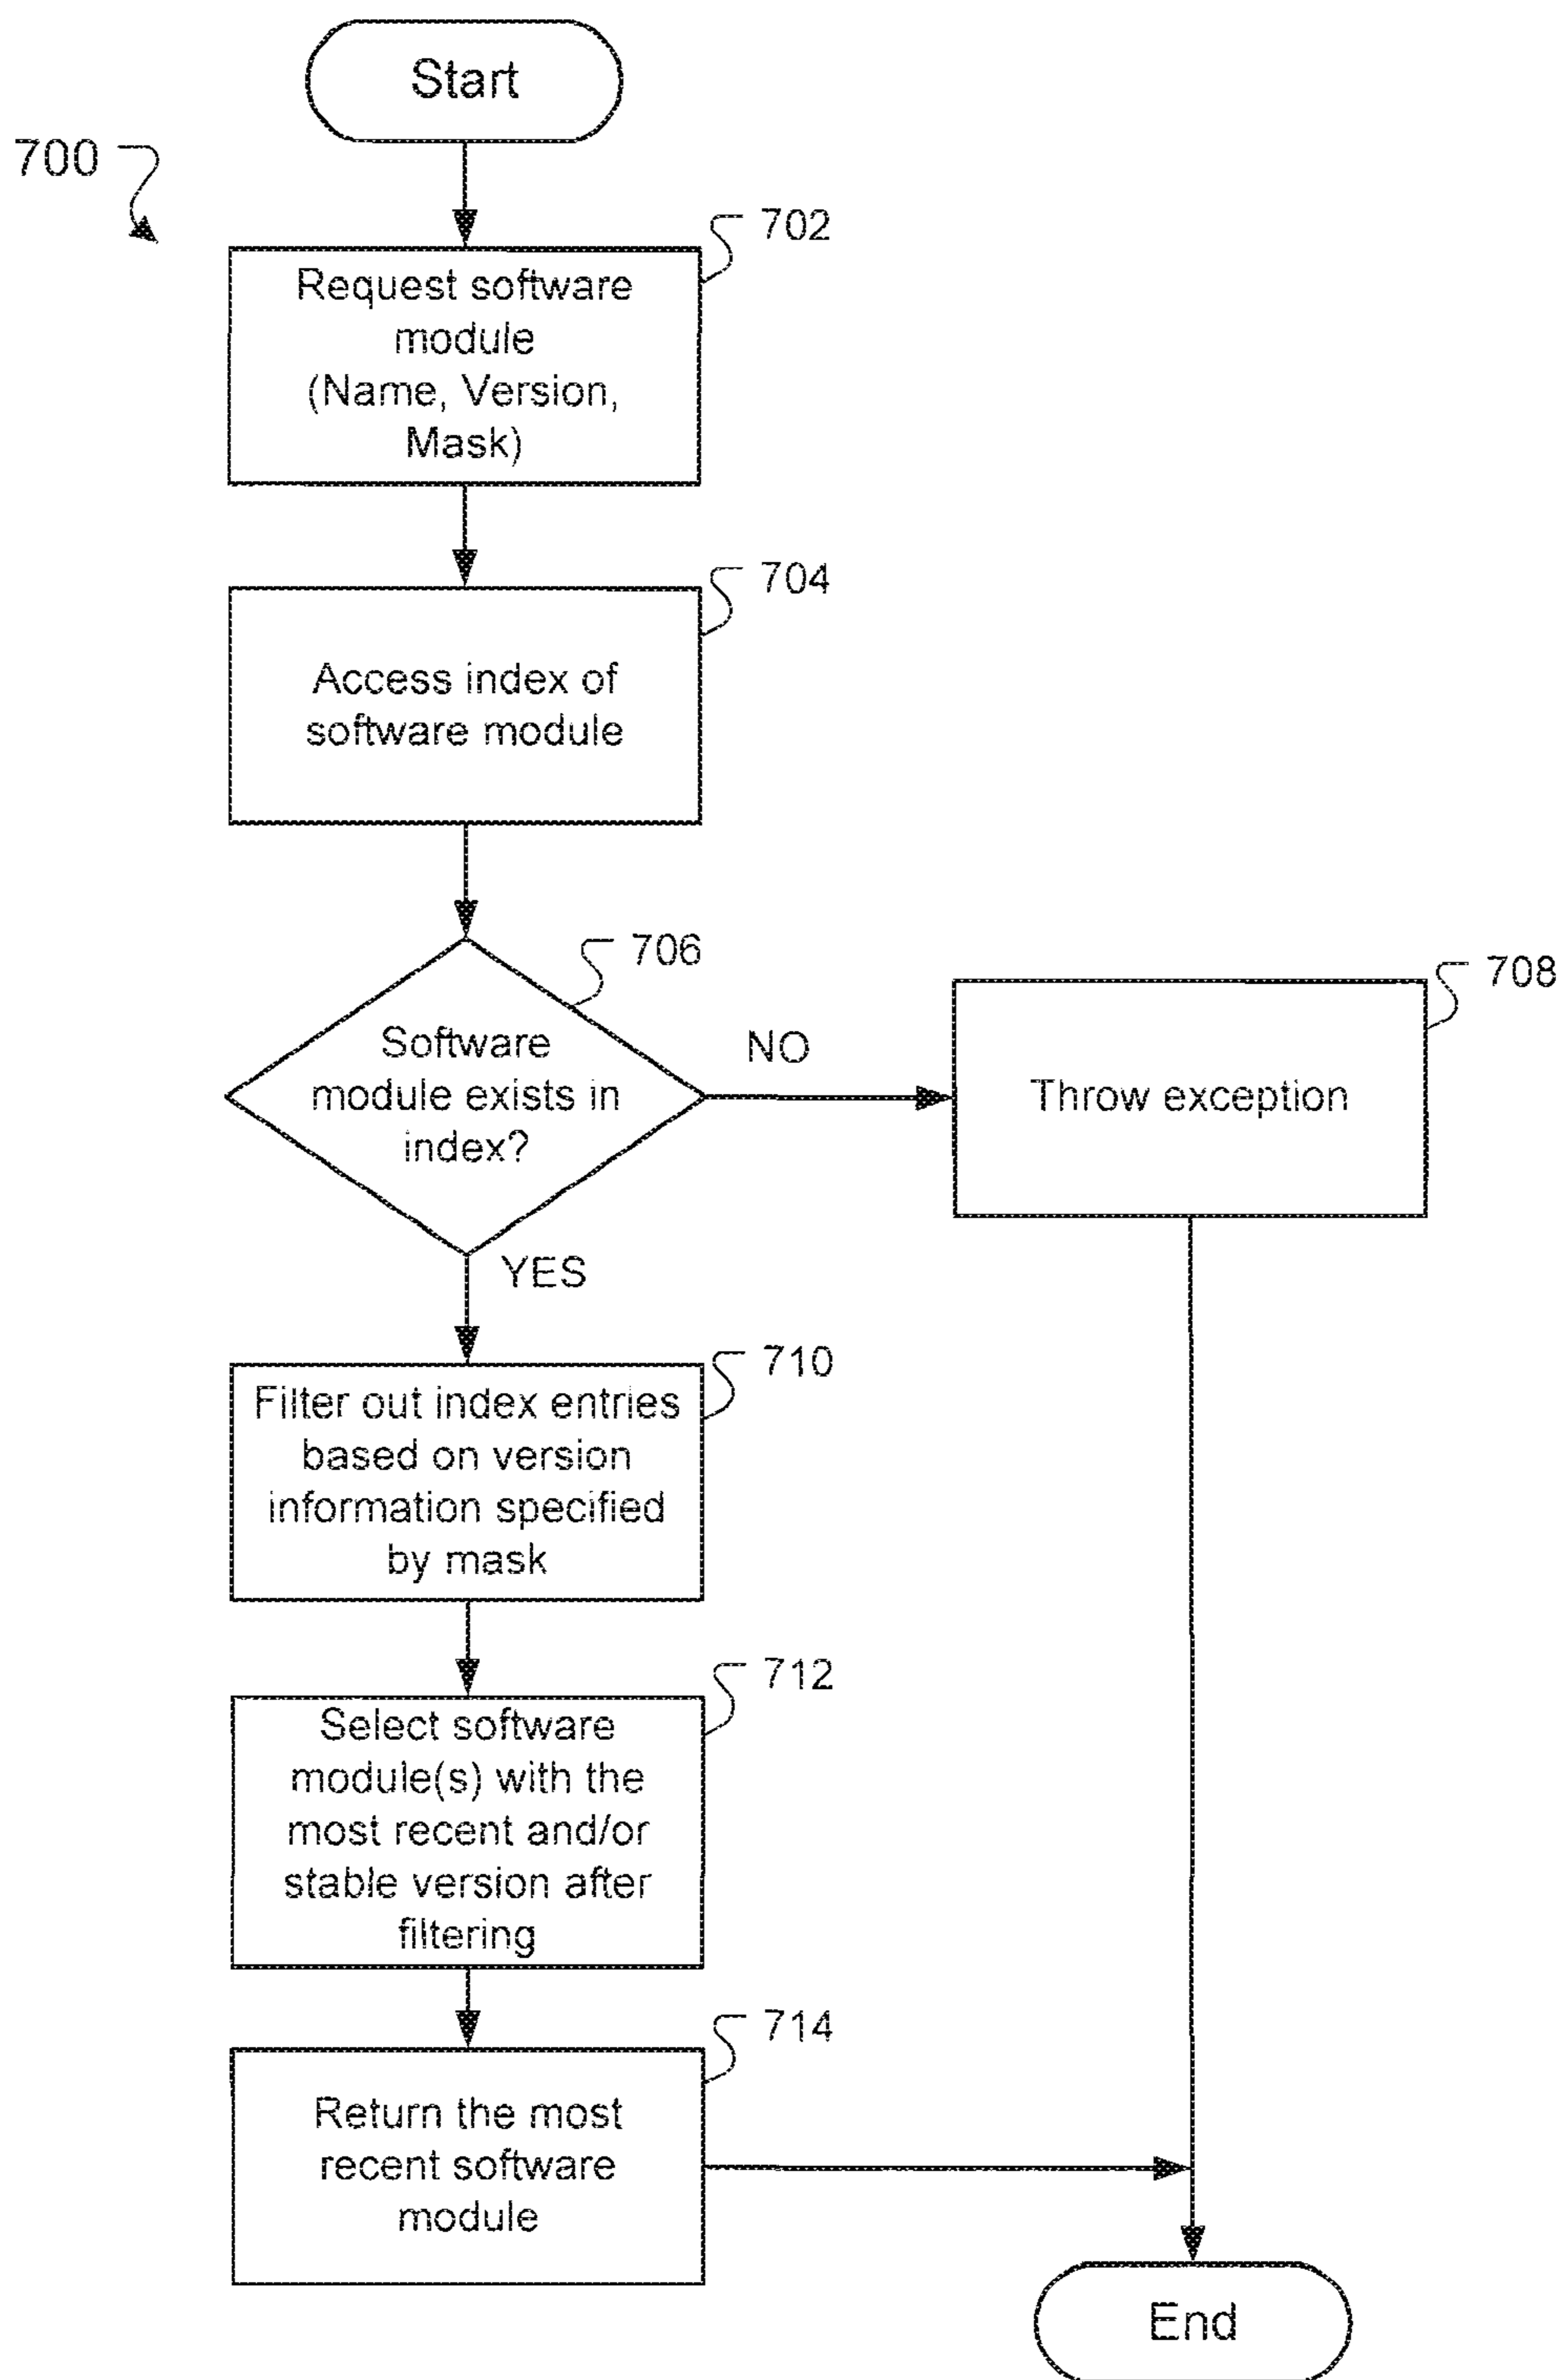 Start
700
702
Request software
module
(Name, Version,
Mask)
704
Access index of
software module
706
Software
module exists in
index?
NO
708
Throw exception
YES
710
Filter out index entries
based on version
information specified
by mask
712
Select software
module(s) with the
most recent and/or
stable version after
filtering
714
Return the most
recent software
module
End